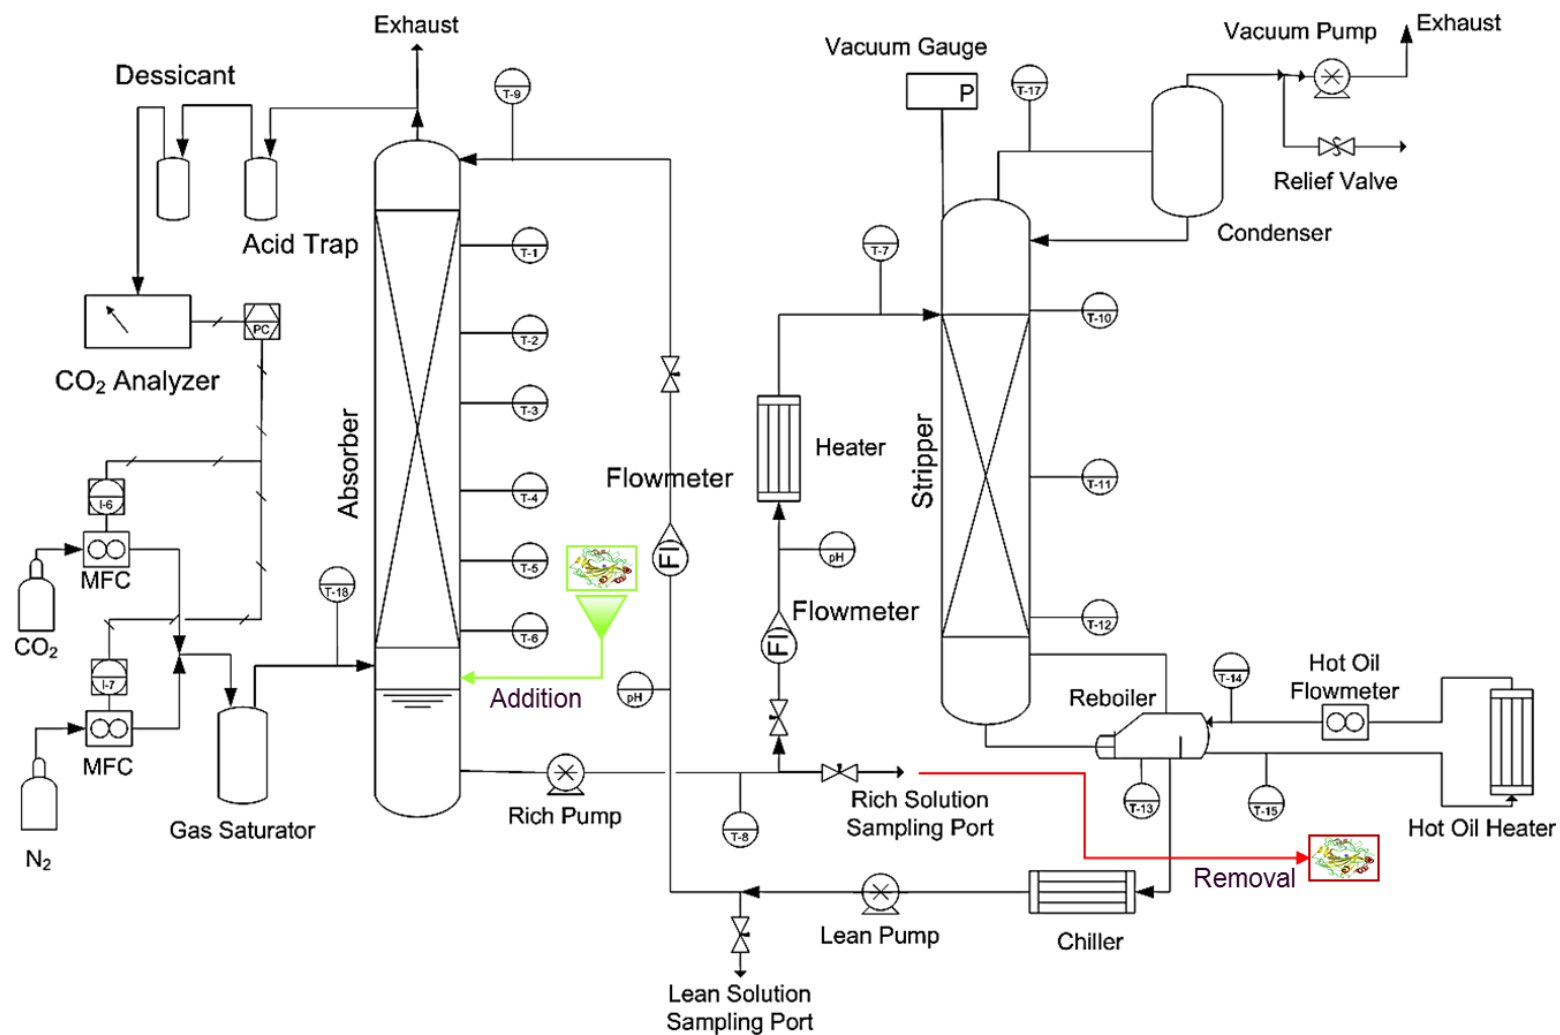 Exhaust
Vacuum Pump
Exhaust
Vacuum Gauge
Dessicant
P
T-9
T-17
Relief Valve
Acid Trap
T-1
T-7
Condenser
PC
T-10
CO₂ Analyzer
T-2
T-3
Absorber
Heater
Stripper
Flowmeter
T-4
T-11
I-6
FI
pH
MFC
T-5
T-18
Flowmeter
T-6
T-12
CO₂
FI
I-7
pH
Addition
Reboiler
T-14
Hot Oil
Flowmeter
MFC
Rich Pump
T-8
Rich Solution
Sampling Port
T-13
T-15
Hot Oil Heater
Gas Saturator
N₂
Removal
Lean Pump
Chiller
Lean Solution
Sampling Port